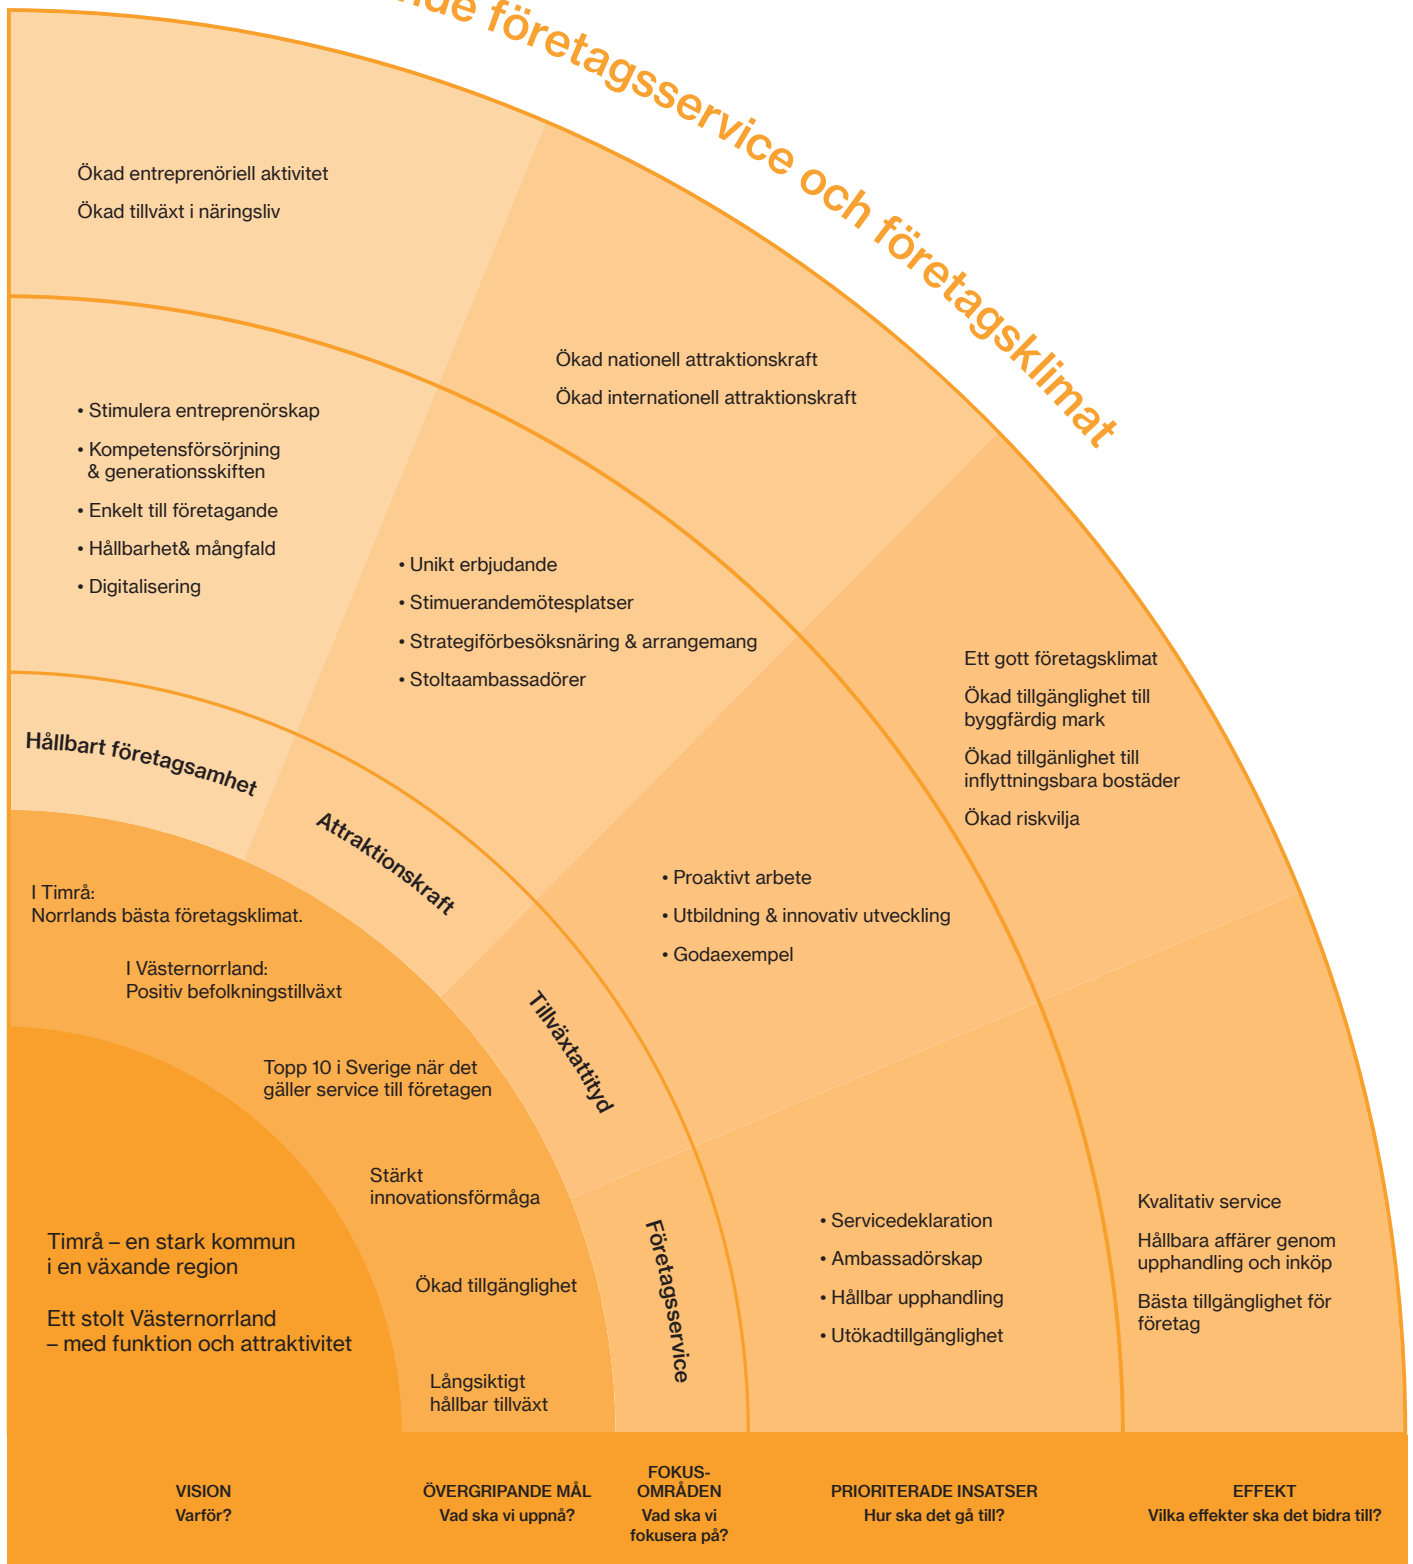 företagsservice och företagsklimat
Ökad entreprenöriell aktivitet
Ökad tillväxt i näringsliv
Ökad nationell attraktionskraft
Ökad internationell attraktionskraft
• Stimulera entreprenörskap
• Kompetensförsörjning
& generationsskiften
• Enkelt till företagande
• Hållbarhet& mångfald
• Digitalisering
• Unikt erbjudande
• Stimuerandemötesplatser
• Strategiförbesöksnäring & arrangemang
• Stoltaambassadörer
Ett gott företagsklimat
Ökad tillgänglighet till
byggfärdig mark
Ökad tillgänlighet till
inflyttningsbara bostäder
Ökad riskvilja
Hållbart företagsamhet
Attraktionskraft
• Proaktivt arbete
• Utbildning & innovativ utveckling
• Godaexempel
I Timrå:
Norrlands bästa företagsklimat.
I Västernorrland:
Positiv befolkningstillväxt
Tillväxtattityd
Topp 10 i Sverige när det
gäller service till företagen
Stärkt
innovationsförmåga
Ökad tillgänglighet
Långsiktigt
hållbar tillväxt
Företagsservice
• Servicedeklaration
• Ambassadörskap
• Hållbar upphandling
• Utökadtillgänglighet
Kvalitativ service
Hållbara affärer genom
upphandling och inköp
Bästa tillgänglighet för
företag
Timrå – en stark kommun
i en växande region
Ett stolt Västernorrland
– med funktion och attraktivitet
VISION
Varför?
ÖVERGRIPANDE MÅL
Vad ska vi uppnå?
FOKUS-
OMRÅDEN
Vad ska vi
fokusera på?
PRIORITERADE INSATSER
Hur ska det gå till?
EFFEKT
Vilka effekter ska det bidra till?